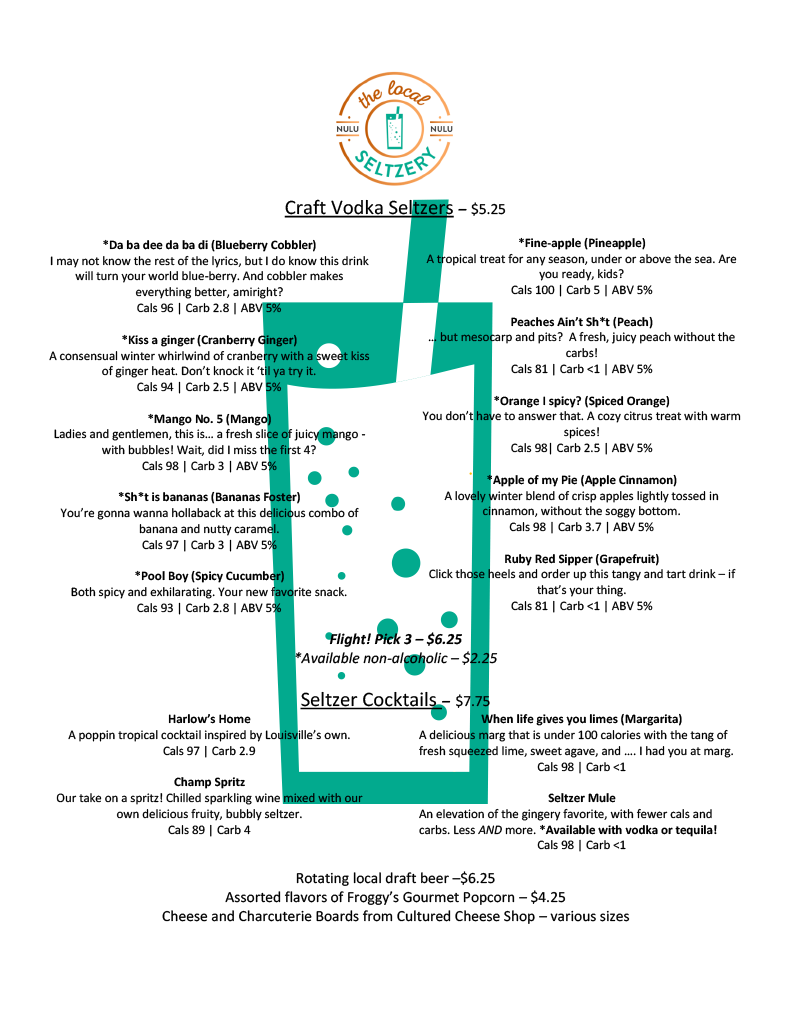 the local
NULU NULU
SELTZERY
Craft Vodka Seltzers – $5.25
*Da ba dee da ba di (Blueberry Cobbler)
I may not know the rest of the lyrics, but I do know this drink
will turn your world blue-berry. And cobbler makes
everything better, amiright?
Cals 96 | Carb 2.8 | ABV 5%
*Kiss a ginger (Cranberry Ginger)
A consensual winter whirlwind of cranberry with a sweet kiss
of ginger heat. Don’t knock it ‘til ya try it.
Cals 94 | Carb 2.5 | ABV 5%
*Mango No. 5 (Mango)
Ladies and gentlemen, this is… a fresh slice of juicy mango -
with bubbles! Wait, did I miss the first 4?
Cals 98 | Carb 3 | ABV 5%
*Sh*t is bananas (Bananas Foster)
You’re gonna wanna hollaback at this delicious combo of
banana and nutty caramel.
Cals 97 | Carb 3 | ABV 5%
*Pool Boy (Spicy Cucumber)
Both spicy and exhilarating. Your new favorite snack.
Cals 93 | Carb 2.8 | ABV 5%
*Fine-apple (Pineapple)
A tropical treat for any season, under or above the sea. Are
you ready, kids?
Cals 100 | Carb 5 | ABV 5%
Peaches Ain’t Sh*t (Peach)
… but mesocarp and pits?  A fresh, juicy peach without the
carbs!
Cals 81 | Carb <1 | ABV 5%
*Orange I spicy? (Spiced Orange)
You don’t have to answer that. A cozy citrus treat with warm
spices!
Cals 98| Carb 2.5 | ABV 5%
*Apple of my Pie (Apple Cinnamon)
A lovely winter blend of crisp apples lightly tossed in
cinnamon, without the soggy bottom.
Cals 98 | Carb 3.7 | ABV 5%
Ruby Red Sipper (Grapefruit)
Click those heels and order up this tangy and tart drink – if
that’s your thing.
Cals 81 | Carb <1 | ABV 5%
Flight! Pick 3 – $6.25
*Available non-alcoholic – $2.25
Seltzer Cocktails – $7.75
Harlow’s Home
A poppin tropical cocktail inspired by Louisville’s own.
Cals 97 | Carb 2.9
Champ Spritz
Our take on a spritz! Chilled sparkling wine mixed with our
own delicious fruity, bubbly seltzer.
Cals 89 | Carb 4
When life gives you limes (Margarita)
A delicious marg that is under 100 calories with the tang of
fresh squeezed lime, sweet agave, and …. I had you at marg.
Cals 98 | Carb <1
Seltzer Mule
An elevation of the gingery favorite, with fewer cals and
carbs. Less AND more. *Available with vodka or tequila!
Cals 98 | Carb <1
Rotating local draft beer –$6.25
Assorted flavors of Froggy’s Gourmet Popcorn – $4.25
Cheese and Charcuterie Boards from Cultured Cheese Shop – various sizes